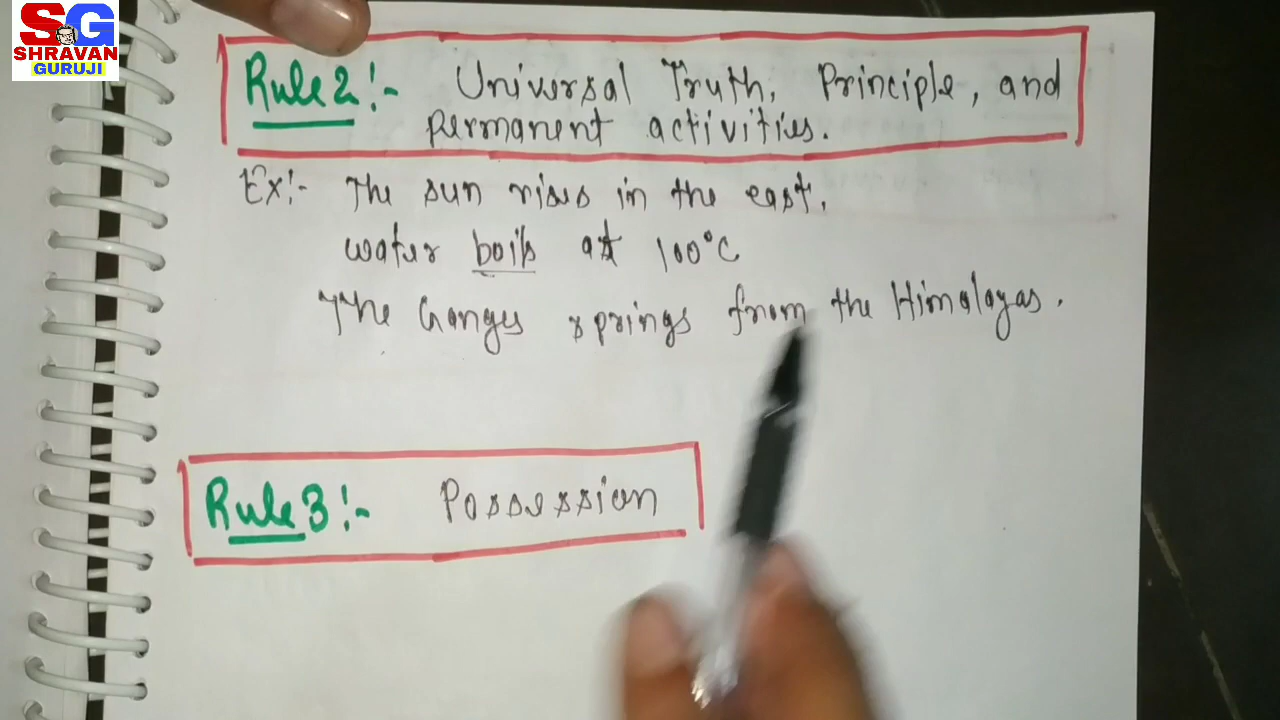 SG
SHRAVAN
GURUJI
Rule 2:- Universal Truth, Principle, and
permanent activities.
Ex:- The sun rises in the east.
water boils at 100°C
The Ganges springs from the Himalayas.
Rule 3:- Possession